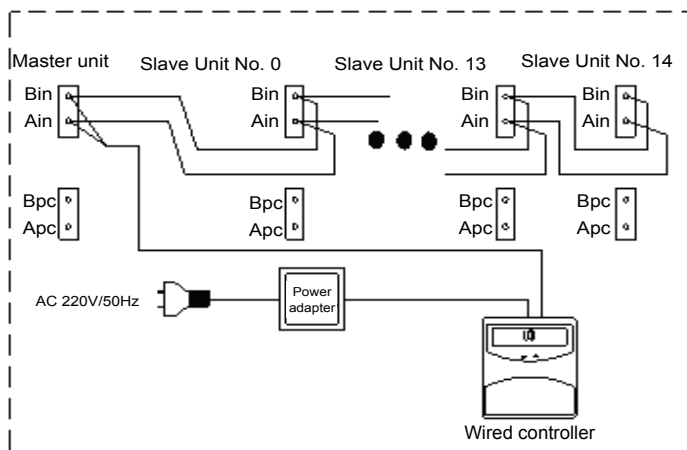 Master unit
Slave Unit No. 0
Slave Unit No. 13
Slave Unit No. 14
Bin
Bin
Bin
Bin
Ain
Ain
Ain
Ain
Bpc
Bpc
Bpc
Bpc
Apc
Apc
Apc
Apc
AC 220V/50Hz
Power
adapter
Wired controller